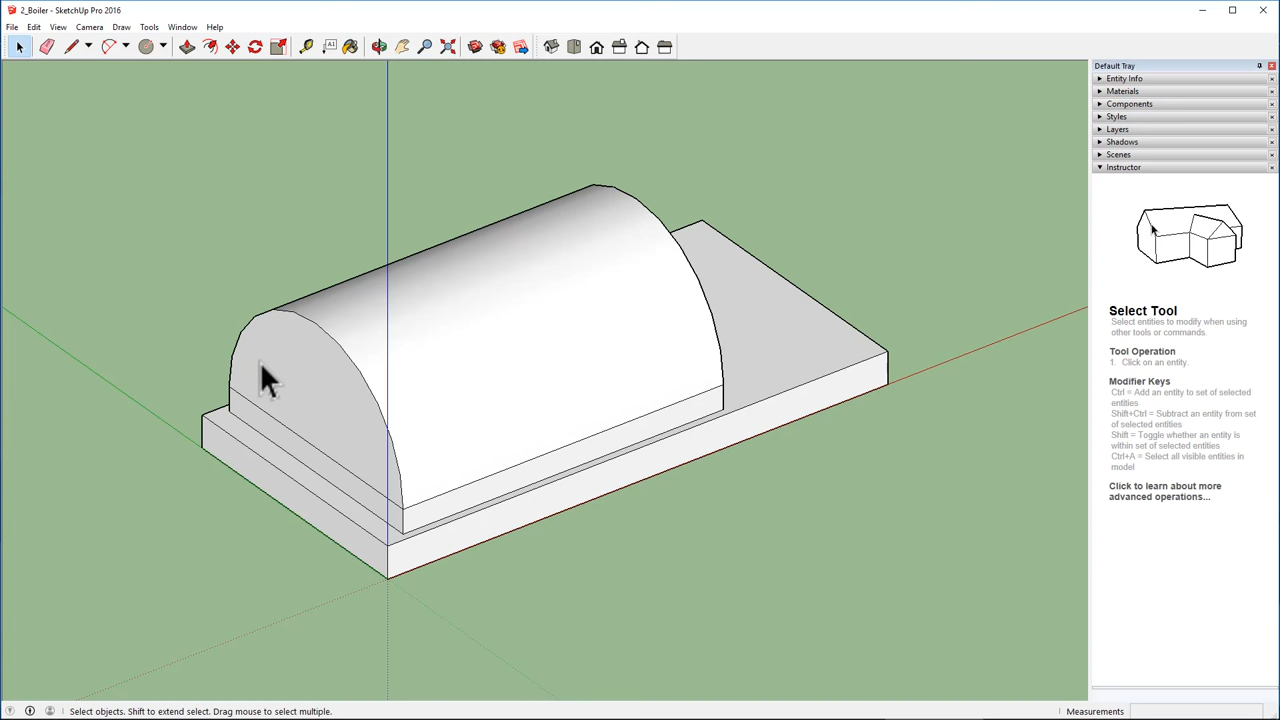 2_Boiler - SketchUp Pro 2016
File Edit View Camera Draw Tools Window Help
Default Tray
Entity Info
Materials
Components
Styles
Layers
Shadows
Scenes
Instructor
Select Tool
Select entities to modify when using
other tools or commands.
Tool Operation
1. Click on an entity.
Modifier Keys
Ctrl = Add an entity to set of selected
entities
Shift+Ctrl = Subtract an entity from
set of selected entities
Shift = Toggle whether an entity is
within set of selected entities
Ctrl+A = Select all visible entities in
model
Click to learn about more
advanced operations...
Select objects. Shift to extend select. Drag mouse to select multiple.
Measurements